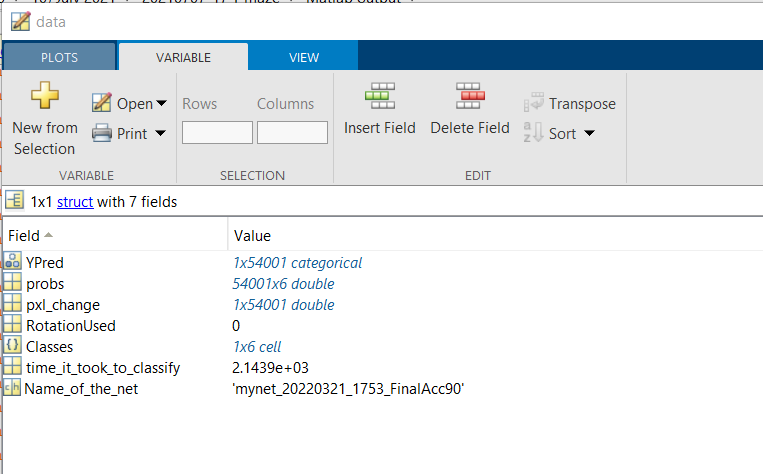 data
PLOTS VARIABLE VIEW
New from Selection
Open
Print
VARIABLE
Rows Columns
SELECTION
Insert Field Delete Field
Transpose
Sort
EDIT
1x1 struct with 7 fields
Field Value
YPred 1x54001 categorical
probs 54001x6 double
pxl_change 1x54001 double
RotationUsed 0
Classes 1x6 cell
time_it_took_to_classify 2.1439e+03
Name_of_the_net 'mynet_20220321_1753_FinalAcc90'